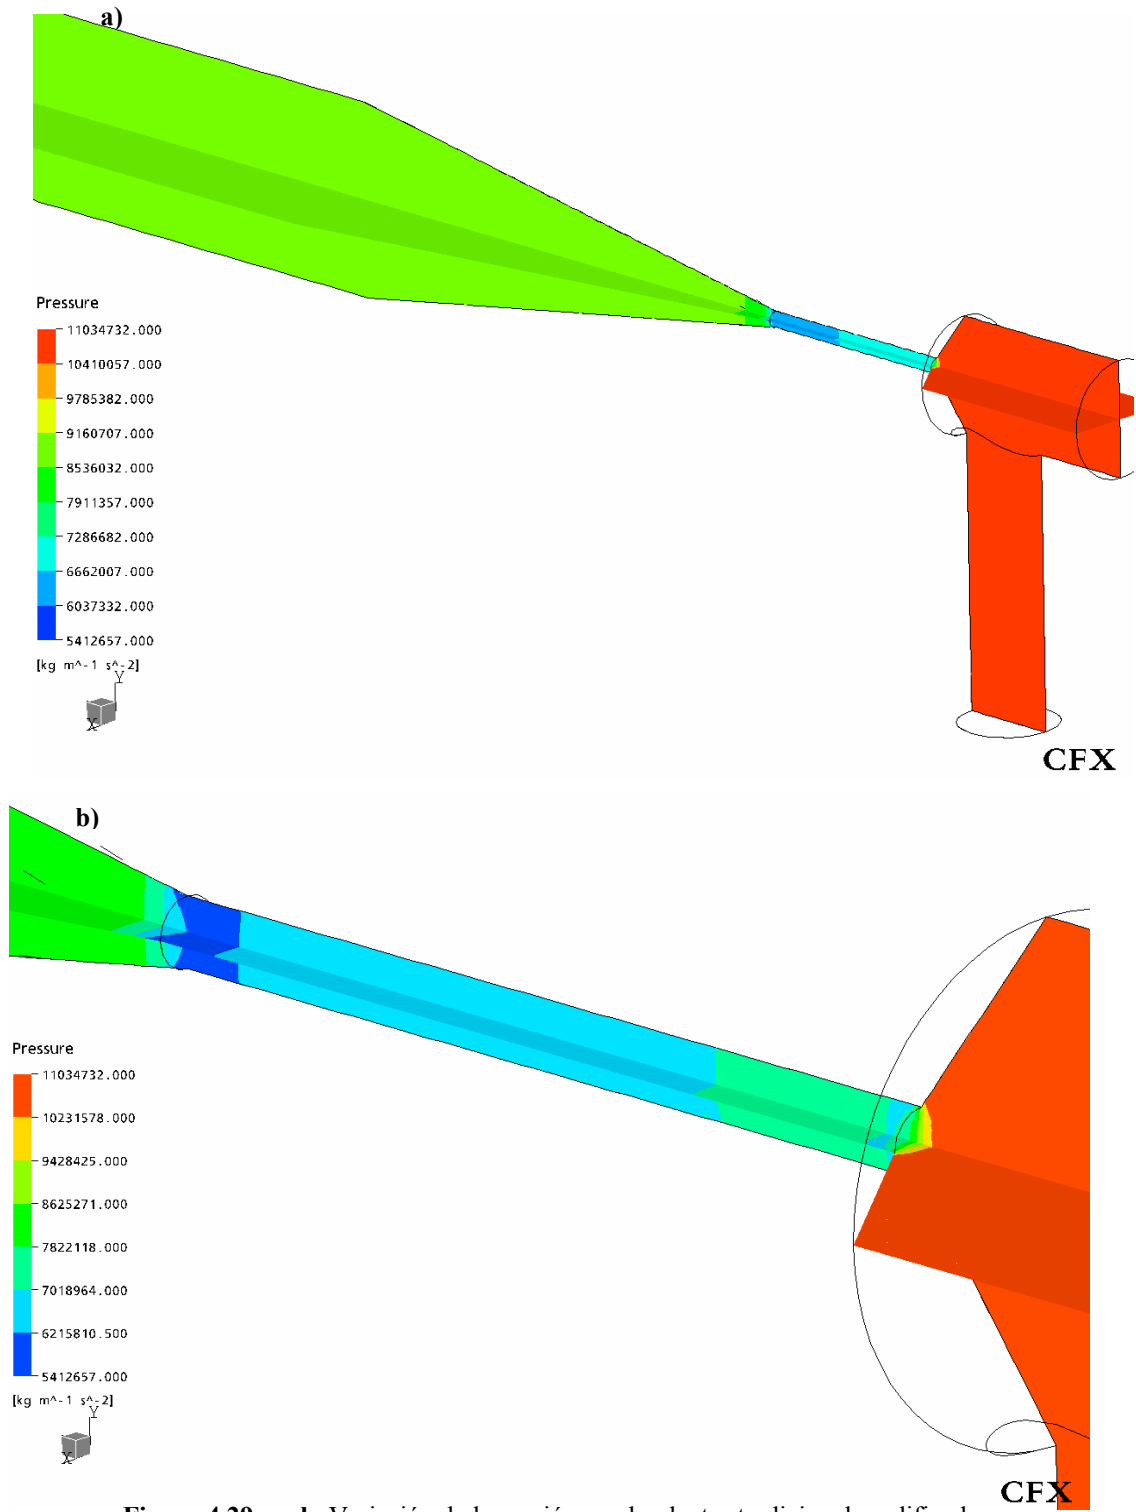 a)
Pressure
11034732.000
10410057.000
9785382.000
9160707.000
8536032.000
7911357.000
7286682.000
6662007.000
6037332.000
5412657.000
[kg m^-1 s^-2]
Y
X
CFX
b)
Pressure
11034732.000
10231578.000
9428425.000
8625271.000
7822118.000
7018964.000
6215810.500
5412657.000
[kg m^-1 s^-2]
Y
X
CFX